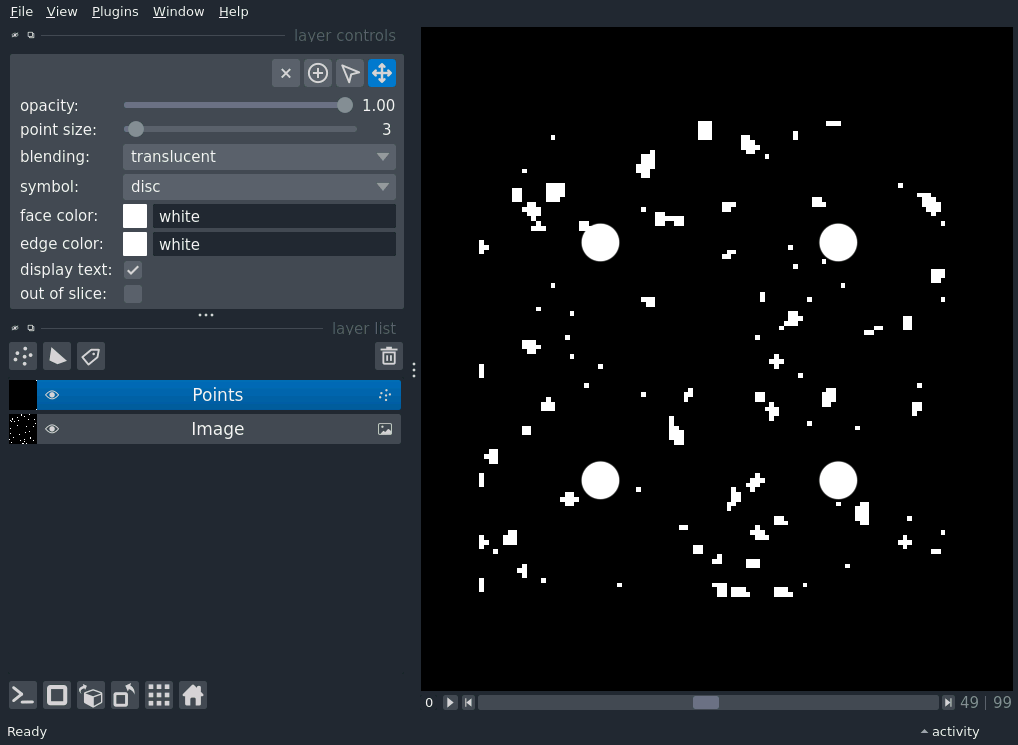 File View Plugins Window Help
layer controls
opacity: 1.00
point size: 3
blending: translucent
symbol: disc
face color: white
edge color: white
display text:
out of slice:
layer list
Points
Image
0 49 | 99
Ready activity